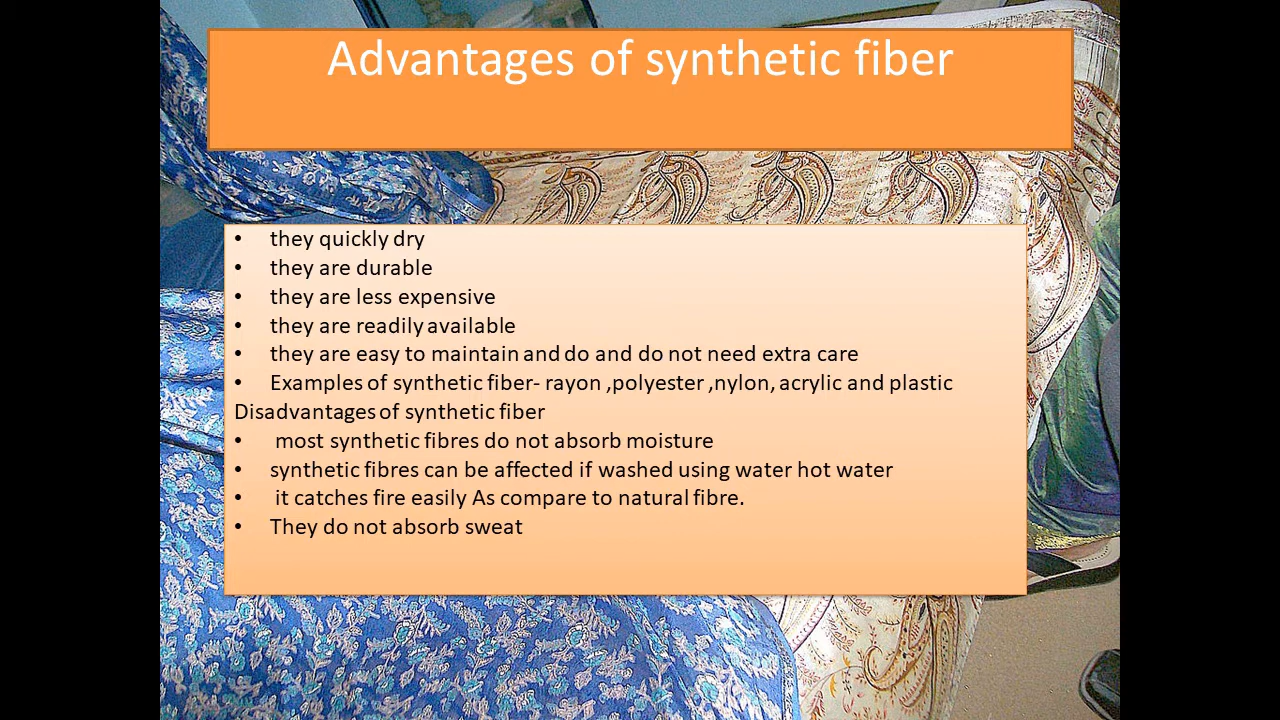 Advantages of synthetic fiber
• they quickly dry
• they are durable
• they are less expensive
• they are readily available
• they are easy to maintain and do and do not need extra care
• Examples of synthetic fiber- rayon ,polyester ,nylon, acrylic and plastic
Disadvantages of synthetic fiber
• most synthetic fibres do not absorb moisture
• synthetic fibres can be affected if washed using water hot water
• it catches fire easily As compare to natural fibre.
• They do not absorb sweat